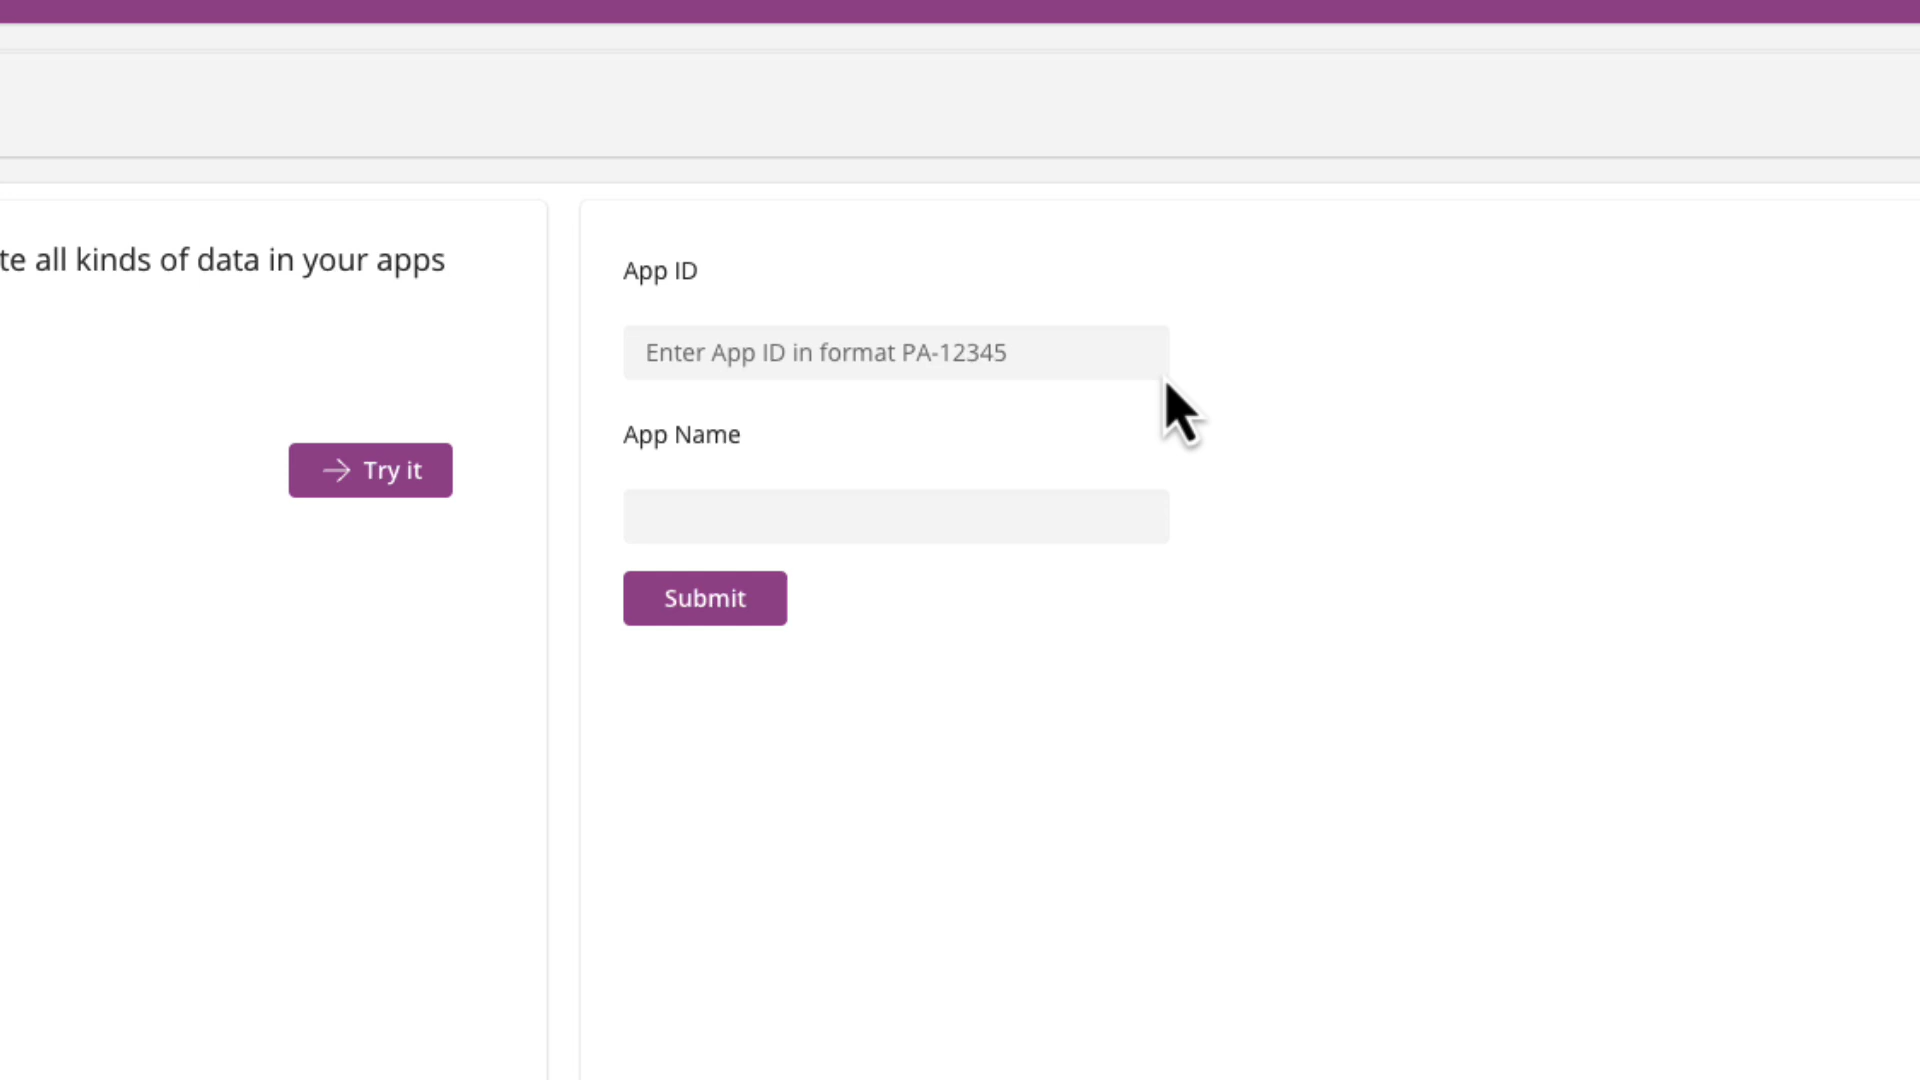 te all kinds of data in your apps
Try it
App ID
Enter App ID in format PA-12345
App Name
Submit